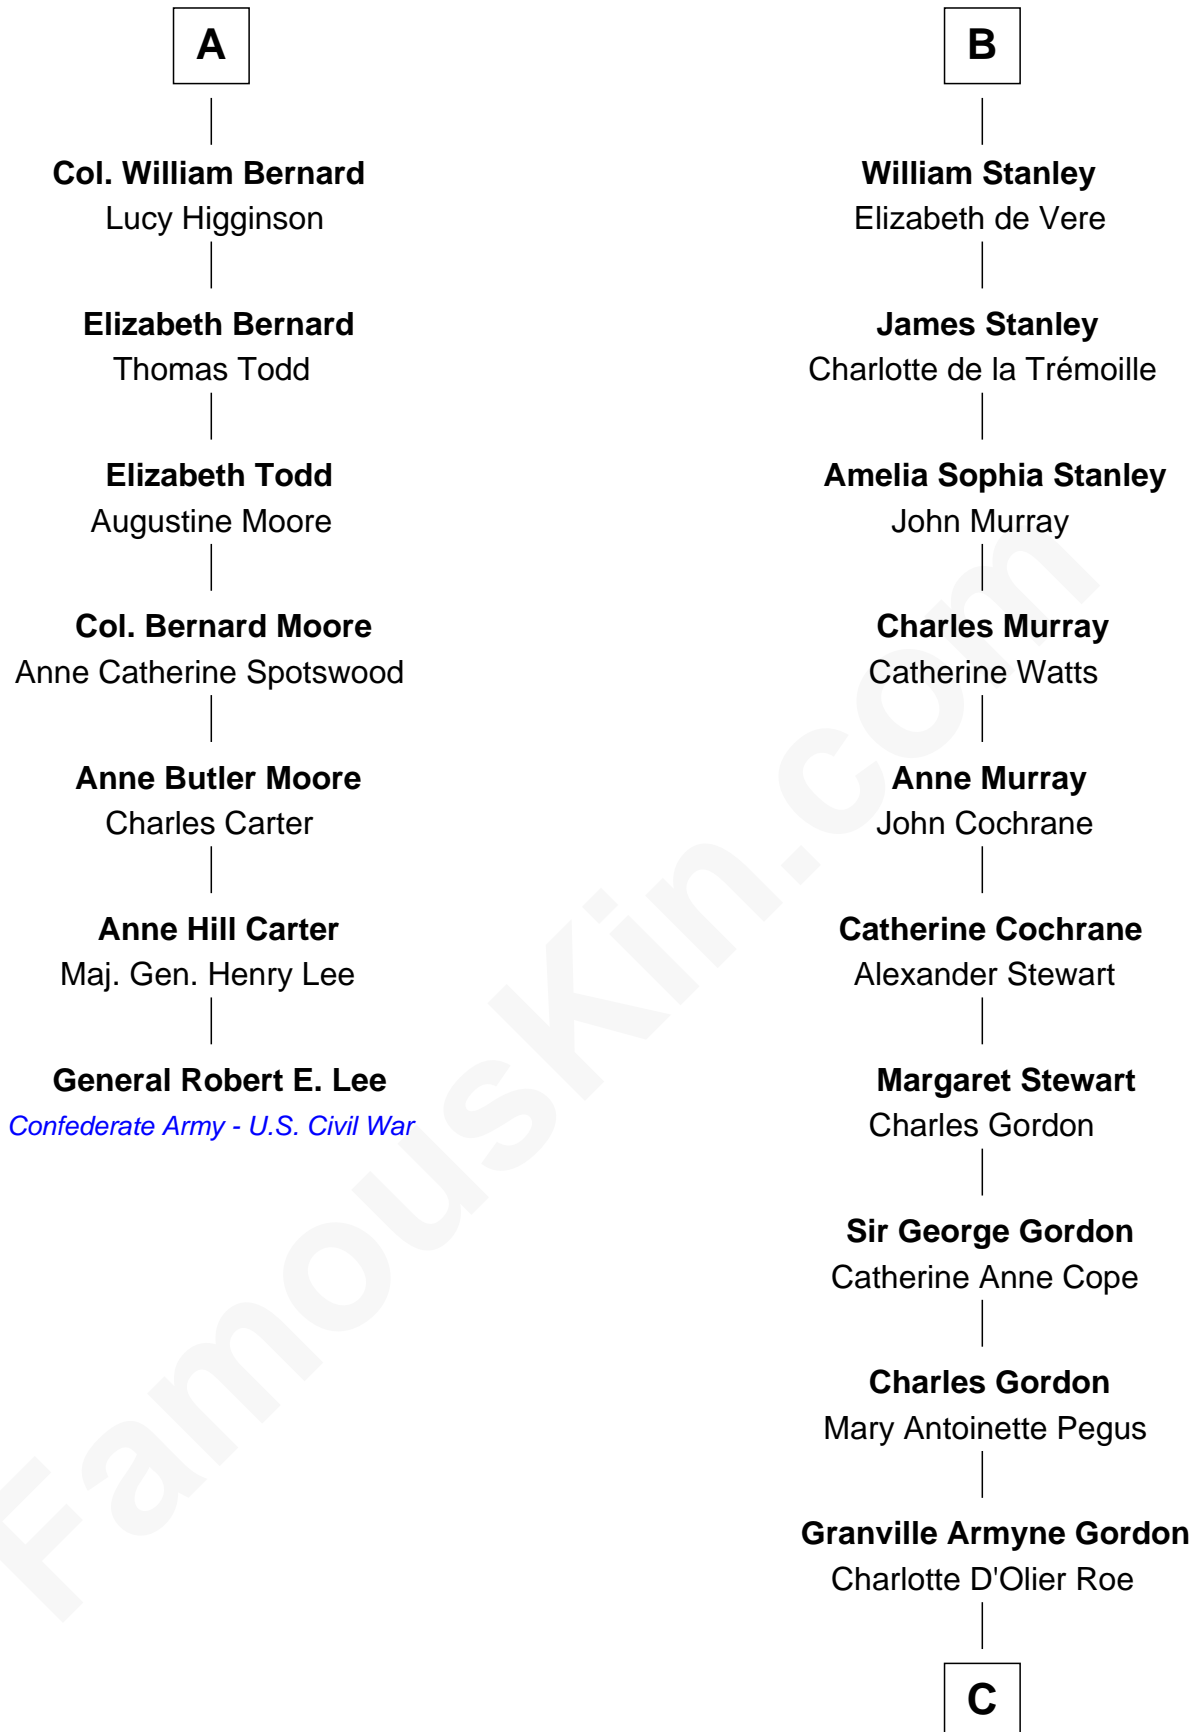 A
Col. William Bernard
Lucy Higginson
Elizabeth Bernard
Thomas Todd
Elizabeth Todd
Augustine Moore
Col. Bernard Moore
Anne Catherine Spotswood
Anne Butler Moore
Charles Carter
Anne Hill Carter
Maj. Gen. Henry Lee
General Robert E. Lee
Confederate Army - U.S. Civil War
B
William Stanley
Elizabeth de Vere
James Stanley
Charlotte de la Trémoille
Amelia Sophia Stanley
John Murray
Charles Murray
Catherine Watts
Anne Murray
John Cochrane
Catherine Cochrane
Alexander Stewart
Margaret Stewart
Charles Gordon
Sir George Gordon
Catherine Anne Cope
Charles Gordon
Mary Antoinette Pegus
Granville Armyne Gordon
Charlotte D'Olier Roe
C
FamousKin.com